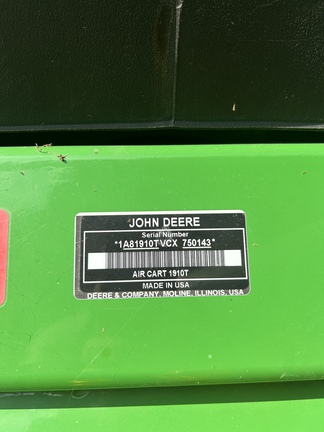 JOHN DEERE
Serial Number
*1A81910TVCX 750143*
AIR CART 1910T
MADE IN USA
DEERE & COMPANY, MOLINE, ILLINOIS, USA